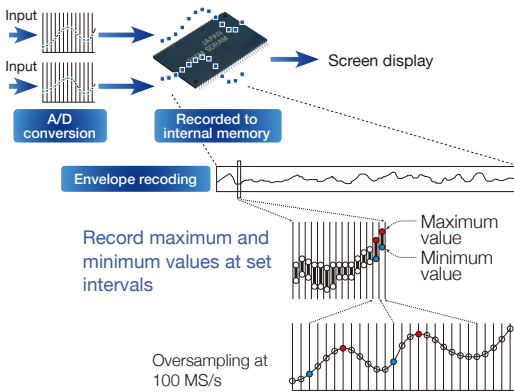 Input
Input
JAPAN
Screen display
A/D
conversion
Recorded to
internal memory
Envelope recoding
Record maximum and
minimum values at set
intervals
Maximum
value
Minimum
value
Oversampling at
100 MS/s